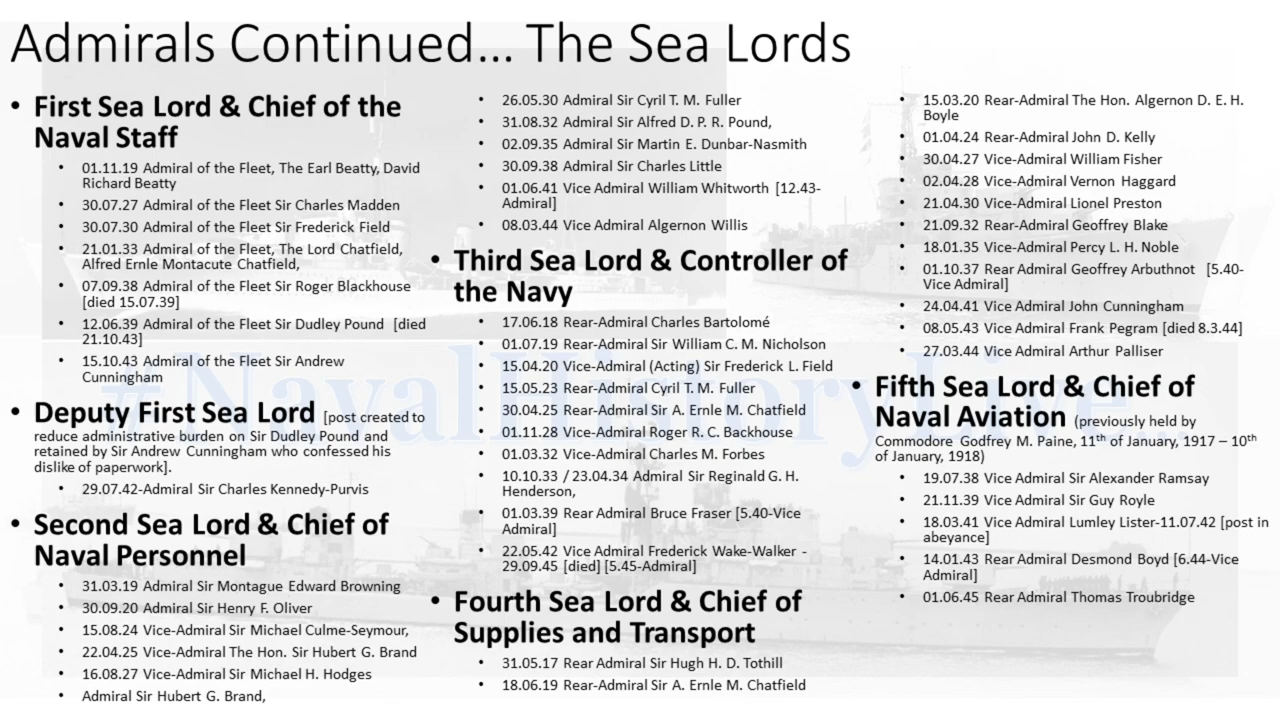 Admirals Continued... The Sea Lords
• First Sea Lord & Chief of the
Naval Staff
• 01.11.19 Admiral of the Fleet, The Earl Beatty, David
Richard Beatty
• 30.07.27 Admiral of the Fleet Sir Charles Madden
• 30.07.30 Admiral of the Fleet Sir Frederick Field
• 21.01.33 Admiral of the Fleet, The Lord Chatfield,
Alfred Ernle Montacute Chatfield,
• 07.09.38 Admiral of the Fleet Sir Roger Blackhouse
[died 15.07.39]
• 12.06.39 Admiral of the Fleet Sir Dudley Pound [died
21.10.43]
• 15.10.43 Admiral of the Fleet Sir Andrew
Cunningham
• Deputy First Sea Lord [post created to
reduce administrative burden on Sir Dudley Pound and
retained by Sir Andrew Cunningham who confessed his
dislike of paperwork].
• 29.07.42-Admiral Sir Charles Kennedy-Purvis
• Second Sea Lord & Chief of
Naval Personnel
• 31.03.19 Admiral Sir Montague Edward Browning
• 30.09.20 Admiral Sir Henry F. Oliver
• 15.08.24 Vice-Admiral Sir Michael Culme-Seymour,
• 22.04.25 Vice-Admiral The Hon. Sir Hubert G. Brand
• 16.08.27 Vice-Admiral Sir Michael H. Hodges
• Admiral Sir Hubert G. Brand,
• 26.05.30 Admiral Sir Cyril T. M. Fuller
• 31.08.32 Admiral Sir Alfred D. P. R. Pound,
• 02.09.35 Admiral Sir Martin E. Dunbar-Nasmith
• 30.09.38 Admiral Sir Charles Little
• 01.06.41 Vice Admiral William Whitworth [12.43-
Admiral]
• 08.03.44 Vice Admiral Algernon Willis
• Third Sea Lord & Controller of
the Navy
• 17.06.18 Rear-Admiral Charles Bartolomé
• 01.07.19 Rear-Admiral Sir William C. M. Nicholson
• 15.04.20 Vice-Admiral (Acting) Sir Frederick L. Field
• 15.05.23 Rear-Admiral Cyril T. M. Fuller
• 30.04.25 Rear-Admiral Sir A. Ernle M. Chatfield
• 01.11.28 Vice-Admiral Roger R. C. Backhouse
• 01.03.32 Vice-Admiral Charles M. Forbes
• 10.10.33 / 23.04.34 Admiral Sir Reginald G. H.
Henderson,
• 01.03.39 Rear Admiral Bruce Fraser [5.40-Vice
Admiral]
• 22.05.42 Vice Admiral Frederick Wake-Walker -
29.09.45 [died] [5.45-Admiral]
• Fourth Sea Lord & Chief of
Supplies and Transport
• 31.05.17 Rear Admiral Sir Hugh H. D. Tothill
• 18.06.19 Rear-Admiral Sir A. Ernle M. Chatfield
• 15.03.20 Rear-Admiral The Hon. Algernon D. E. H.
Boyle
• 01.04.24 Rear-Admiral John D. Kelly
• 30.04.27 Vice-Admiral William Fisher
• 02.04.28 Vice-Admiral Vernon Haggard
• 21.04.30 Vice-Admiral Lionel Preston
• 21.09.32 Rear-Admiral Geoffrey Blake
• 18.01.35 Vice-Admiral Percy L. H. Noble
• 01.10.37 Rear Admiral Geoffrey Arbuthnot [5.40-
Vice Admiral]
• 24.04.41 Vice Admiral John Cunningham
• 08.05.43 Vice Admiral Frank Pegram [died 8.3.44]
• 27.03.44 Vice Admiral Arthur Palliser
• Fifth Sea Lord & Chief of
Naval Aviation (previously held by
Commodore Godfrey M. Paine, 11th of January, 1917 – 10th
of January, 1918)
• 19.07.38 Vice Admiral Sir Alexander Ramsay
• 21.11.39 Vice Admiral Sir Guy Royle
• 18.03.41 Vice Admiral Lumley Lister-11.07.42 [post in
abeyance]
• 14.01.43 Rear Admiral Desmond Boyd [6.44-Vice
Admiral]
• 01.06.45 Rear Admiral Thomas Troubridge
#NavalHistoryLive...